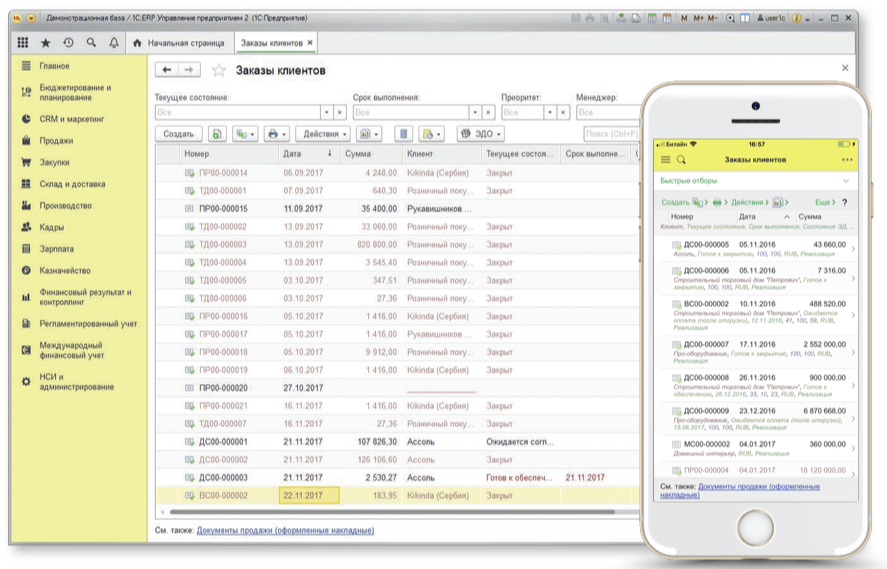 Демонстрационная база / 1С:ERP Управление предприятием 2 (1С:Предприятие)
M M+ M- user1c
Начальная страница Заказы клиентов ×
Главное
Бюджетирование и
планирование
CRM и маркетинг
Продажи
Закупки
Склад и доставка
Производство
Кадры
Зарплата
Казначейство
Финансовый результат и
контроллинг
Регламентированный учет
Международный
финансовый учет
НСИ и
администрирование
Заказы клиентов
Текущее состояние: Срок выполнения: Приоритет: Менеджер:
Все Все Все Все
Создать Действия ЭДО Поиск (Ctrl+F)
Номер Дата ↓ Сумма Клиент Текущее состоя... Срок выполне...
ПР00-000014 06.09.2017 4 248,00 Kikinda (Сербия) Закрыт
ТД00-000001 07.09.2017 640,30 Розничный поку... Закрыт
ПР00-000015 11.09.2017 35 400,00 Рукавишников ...
ТД00-000002 13.09.2017 33 060,00 Розничный поку... Закрыт
ТД00-000003 13.09.2017 820 800,00 Розничный поку... Закрыт
ТД00-000004 13.09.2017 3 545,40 Розничный поку... Закрыт
ТД00-000005 03.10.2017 347,51 Розничный поку... Закрыт
ТД00-000006 03.10.2017 27,36 Розничный поку... Закрыт
ПР00-000016 05.10.2017 1 416,00 Kikinda (Сербия) Закрыт
ПР00-000017 05.10.2017 1 416,00 Рукавишников ... Закрыт
ПР00-000018 05.10.2017 9 912,00 Розничный поку... Закрыт
ПР00-000019 06.10.2017 1 416,00 Kikinda (Сербия) Закрыт
ПР00-000020 27.10.2017
ПР00-000021 16.11.2017 1 416,00 Kikinda (Сербия) Закрыт
ТД00-000007 16.11.2017 27,36 Розничный поку... Закрыт
ДС00-000001 21.11.2017 107 826,30 Ассоль Ожидается согл...
ДС00-000002 21.11.2017 126 106,60 Ассоль Закрыт
ДС00-000003 21.11.2017 2 530,27 Ассоль Готов к обеспеч... 21.11.2017
ВС00-000002 22.11.2017 183,95 Kikinda (Сербия) Закрыт
См. также: Документы продажи (оформленные накладные)
Билайн 16:57
Заказы клиентов
Быстрые отборы
Создать Действия Еще ?
Номер Дата Сумма
Клиент, Текущее состояние, Срок выполнения, Состояние ЭД, ...
ДС00-000005 05.11.2016 43 660,00
Ассоль, Готов к закрытию, 100, 100, RUB, Реализация
ДС00-000006 05.11.2016 7 316,00
Строительный торговый дом "Петрович", Готов к
закрытию, 100, 100, RUB, Реализация
ВС00-000002 10.11.2016 488 520,00
Строительный торговый дом "Петрович", Ожидается
оплата (после отгрузки), 12.11.2016, 41, 100, 59, RUB,
Реализация
ДС00-000007 17.11.2016 2 552 000,00
Про-оборудование, Готов к закрытию, 100, 100, RUB,
Реализация
ДС00-000008 26.11.2016 900 000,00
Строительный торговый дом "Петрович", Готов к
обеспечению, 26.12.2016, 33, 10, 23, RUB, Реализация
ДС00-000009 23.12.2016 6 870 668,00
Про-оборудование, Ожидается оплата (после отгрузки),
15.06.2017, 100, 100, RUB, Реализация
МС00-000002 04.01.2017 360 000,00
Домашний интерьер, RUB, Реализация
ПР00-000004 04.01.2017 18 120 000,00
См. также: Документы продажи (оформленные
накладные)